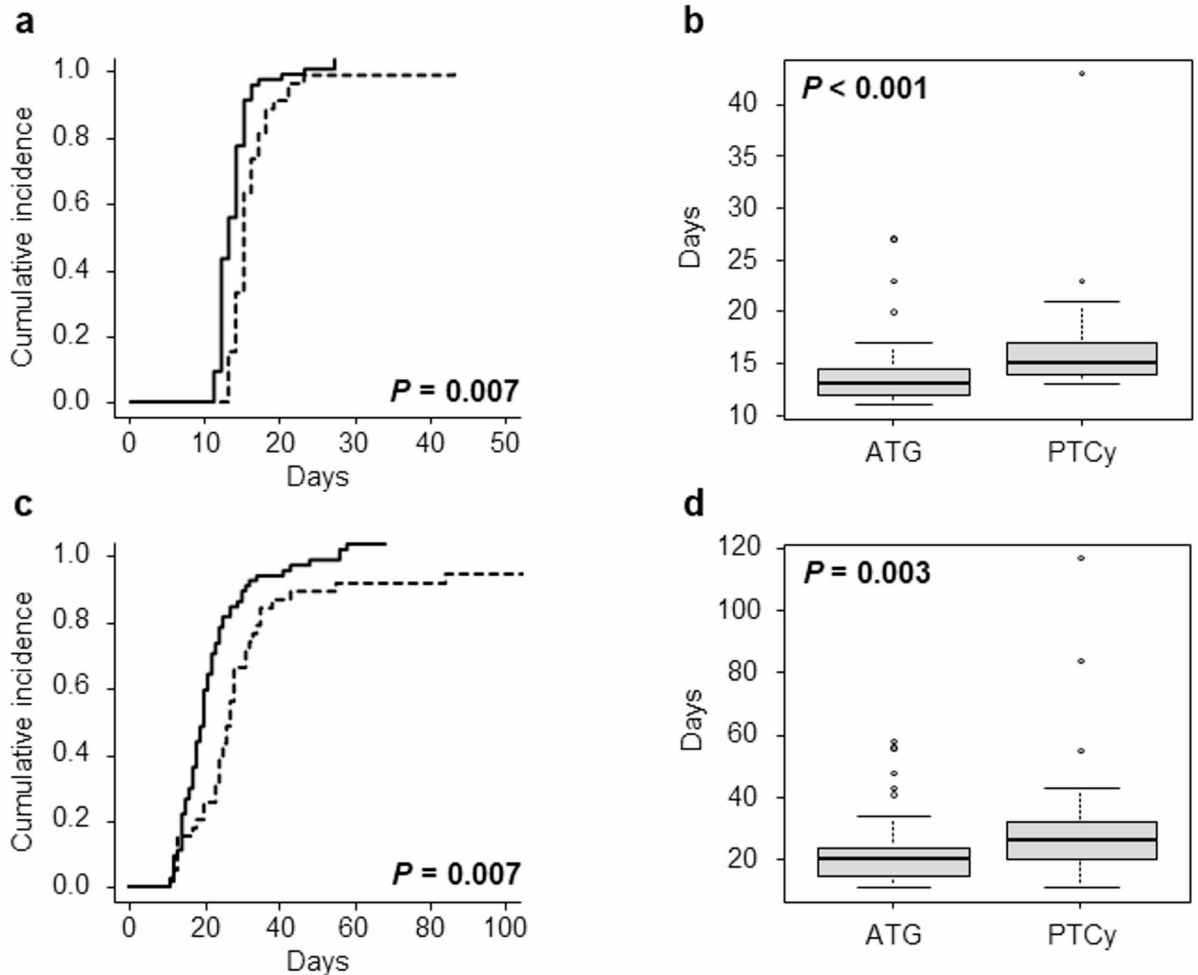 a
Cumulative incidence
1.0
0.8
0.6
0.4
0.2
0.0
P = 0.007
0 10 20 30 40 50
Days
b
Days
40
35
30
25
20
15
10
P < 0.001
ATG PTCy
c
Cumulative incidence
1.0
0.8
0.6
0.4
0.2
0.0
P = 0.007
0 20 40 60 80 100
Days
d
Days
120
100
80
60
40
20
P = 0.003
ATG PTCy